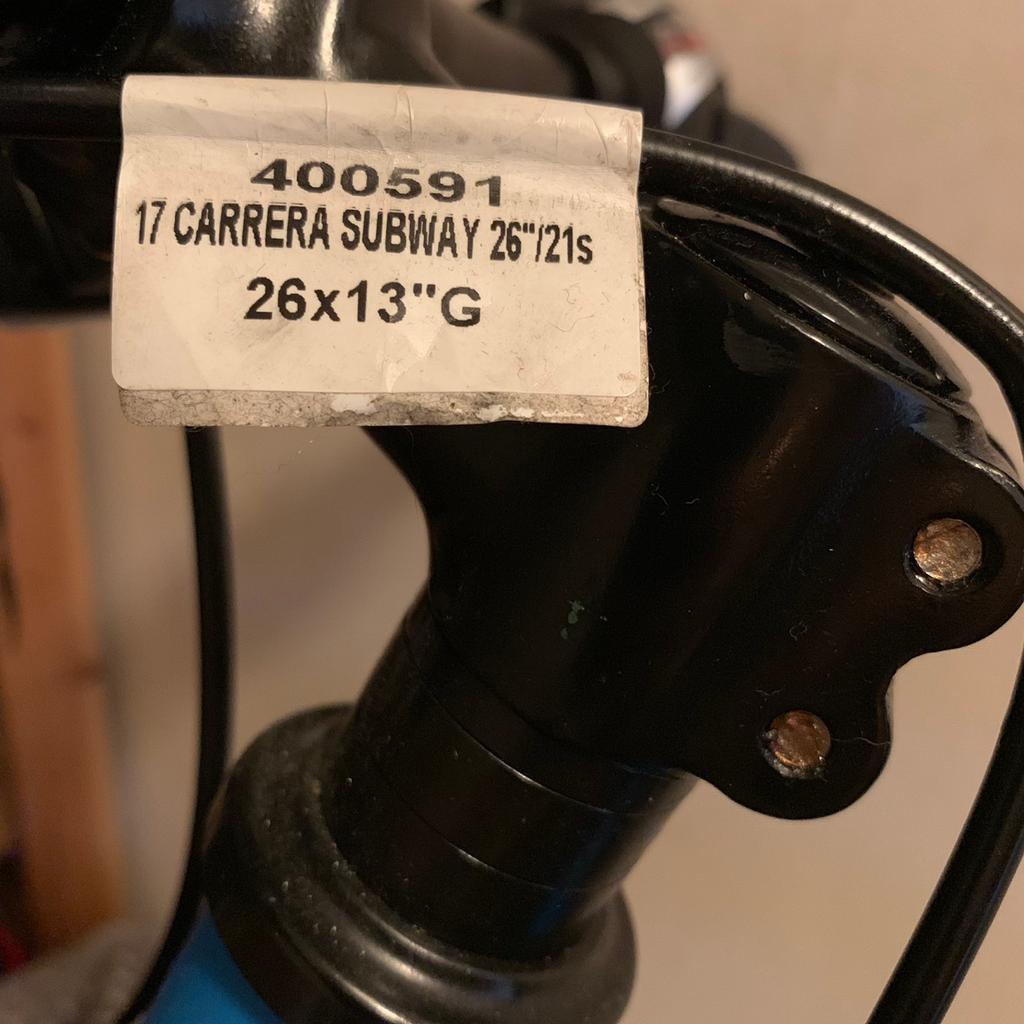 400591
17 CARRERA SUBWAY 26"/21s
26x13"G